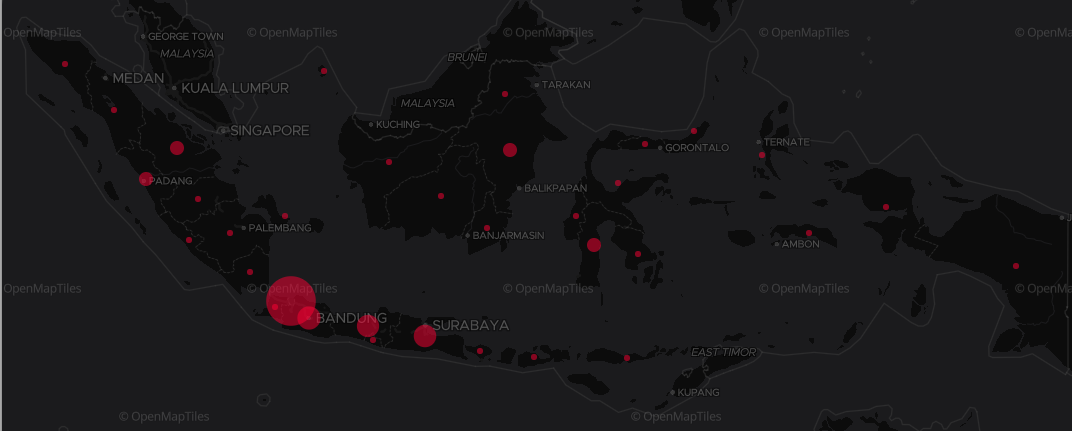 © OpenMapTiles
© OpenMapTiles
© OpenMapTiles
© OpenMapTiles
© OpenMapTiles
GEORGE TOWN
MALAYSIA
BRUNEI
MEDAN
KUALA LUMPUR
TARAKAN
MALAYSIA
KUCHING
SINGAPORE
GORONTALO
TERNATE
PADANG
BALIKPAPAN
PALEMBANG
BANJARMASIN
AMBON
© OpenMapTiles
© OpenMapTiles
© OpenMapTiles
© OpenMapTiles
© OpenMapTiles
BANDUNG
SURABAYA
EAST TIMOR
KUPANG
© OpenMapTiles
© OpenMapTiles